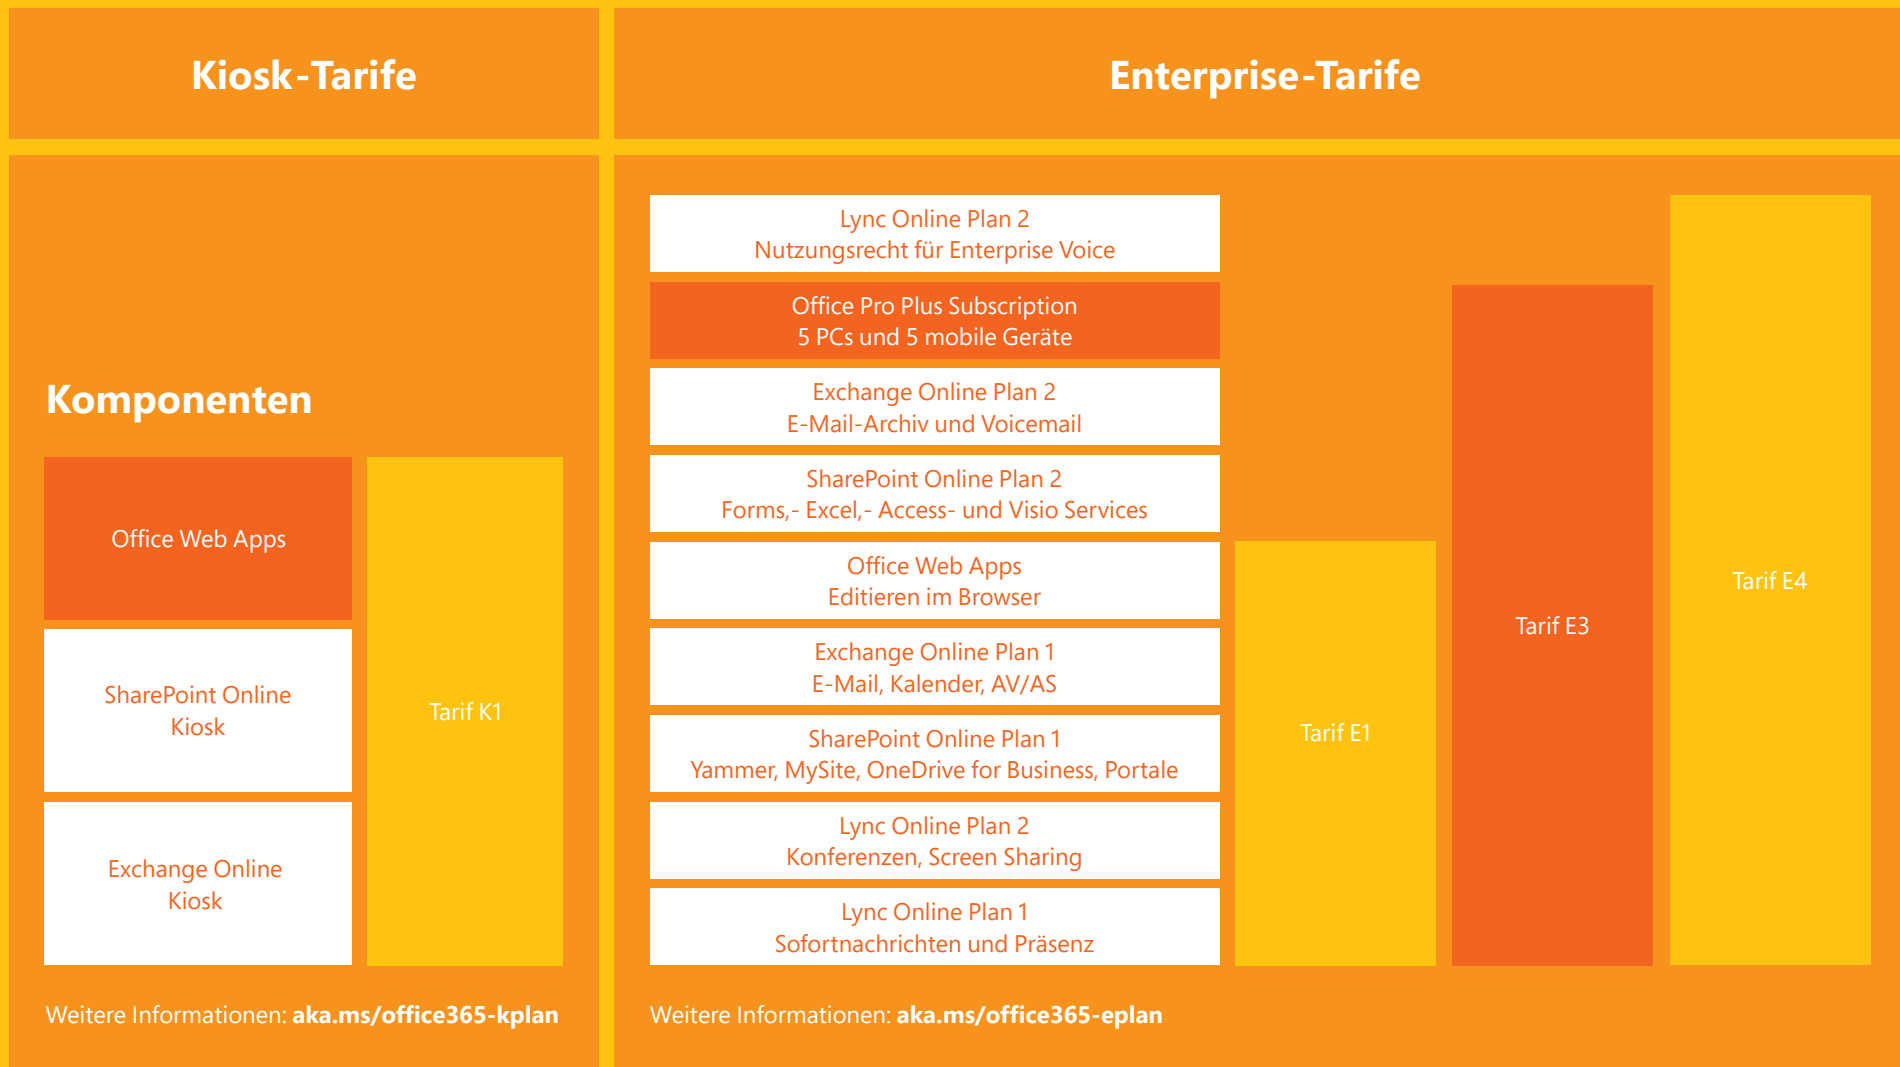 Kiosk-Tarife
Enterprise-Tarife
Komponenten
Office Web Apps
SharePoint Online
Kiosk
Exchange Online
Kiosk
Tarif K1
Weitere Informationen: aka.ms/office365-kplan
Lync Online Plan 2
Nutzungsrecht für Enterprise Voice
Office Pro Plus Subscription
5 PCs und 5 mobile Geräte
Exchange Online Plan 2
E-Mail-Archiv und Voicemail
SharePoint Online Plan 2
Forms,- Excel,- Access- und Visio Services
Office Web Apps
Editieren im Browser
Exchange Online Plan 1
E-Mail, Kalender, AV/AS
SharePoint Online Plan 1
Yammer, MySite, OneDrive for Business, Portale
Lync Online Plan 2
Konferenzen, Screen Sharing
Lync Online Plan 1
Sofortnachrichten und Präsenz
Tarif E1
Tarif E3
Tarif E4
Weitere Informationen: aka.ms/office365-eplan